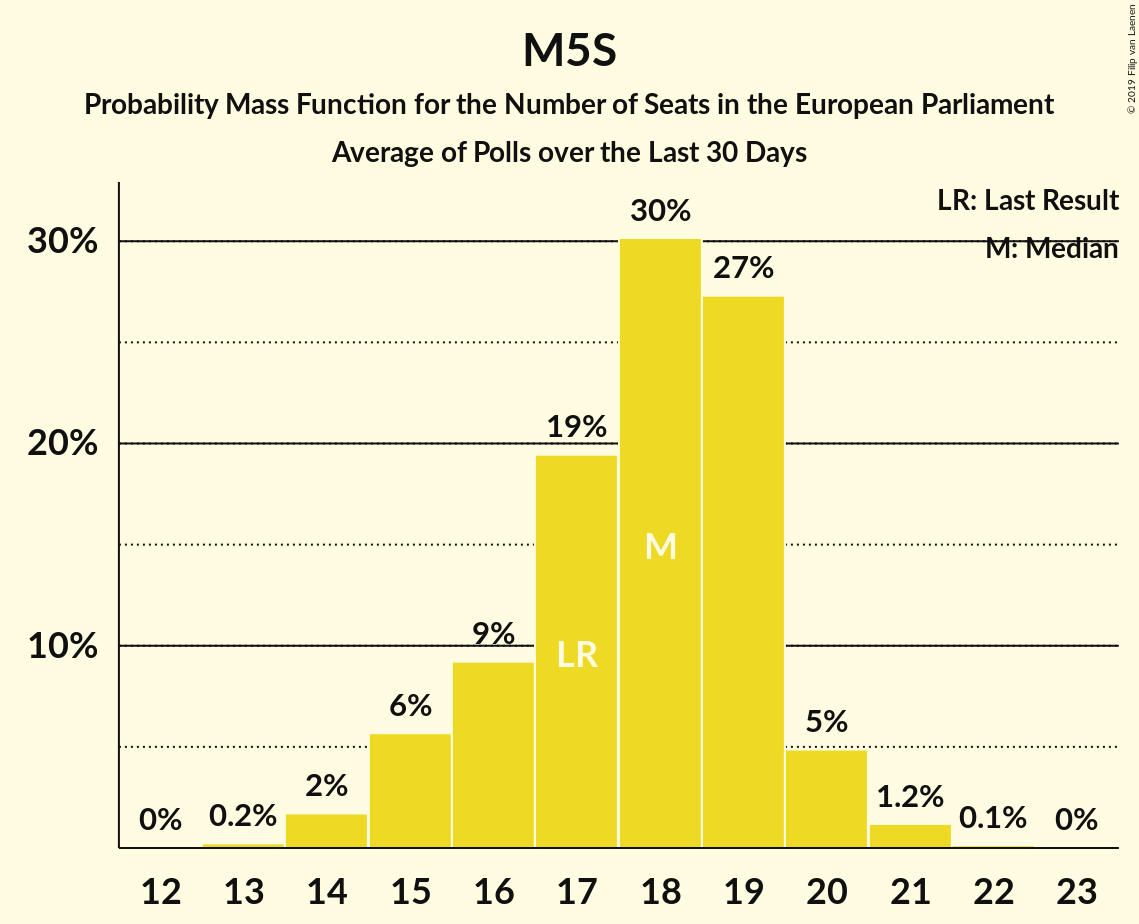 M5S
Probability Mass Function for the Number of Seats in the European Parliament
Average of Polls over the Last 30 Days
© 2019 Filip van Laenen
LR: Last Result
M: Median
30%
20%
10%
0%
0.2%
2%
6%
9%
19%
30%
27%
5%
1.2%
0.1%
0%
M
LR
12 13 14 15 16 17 18 19 20 21 22 23